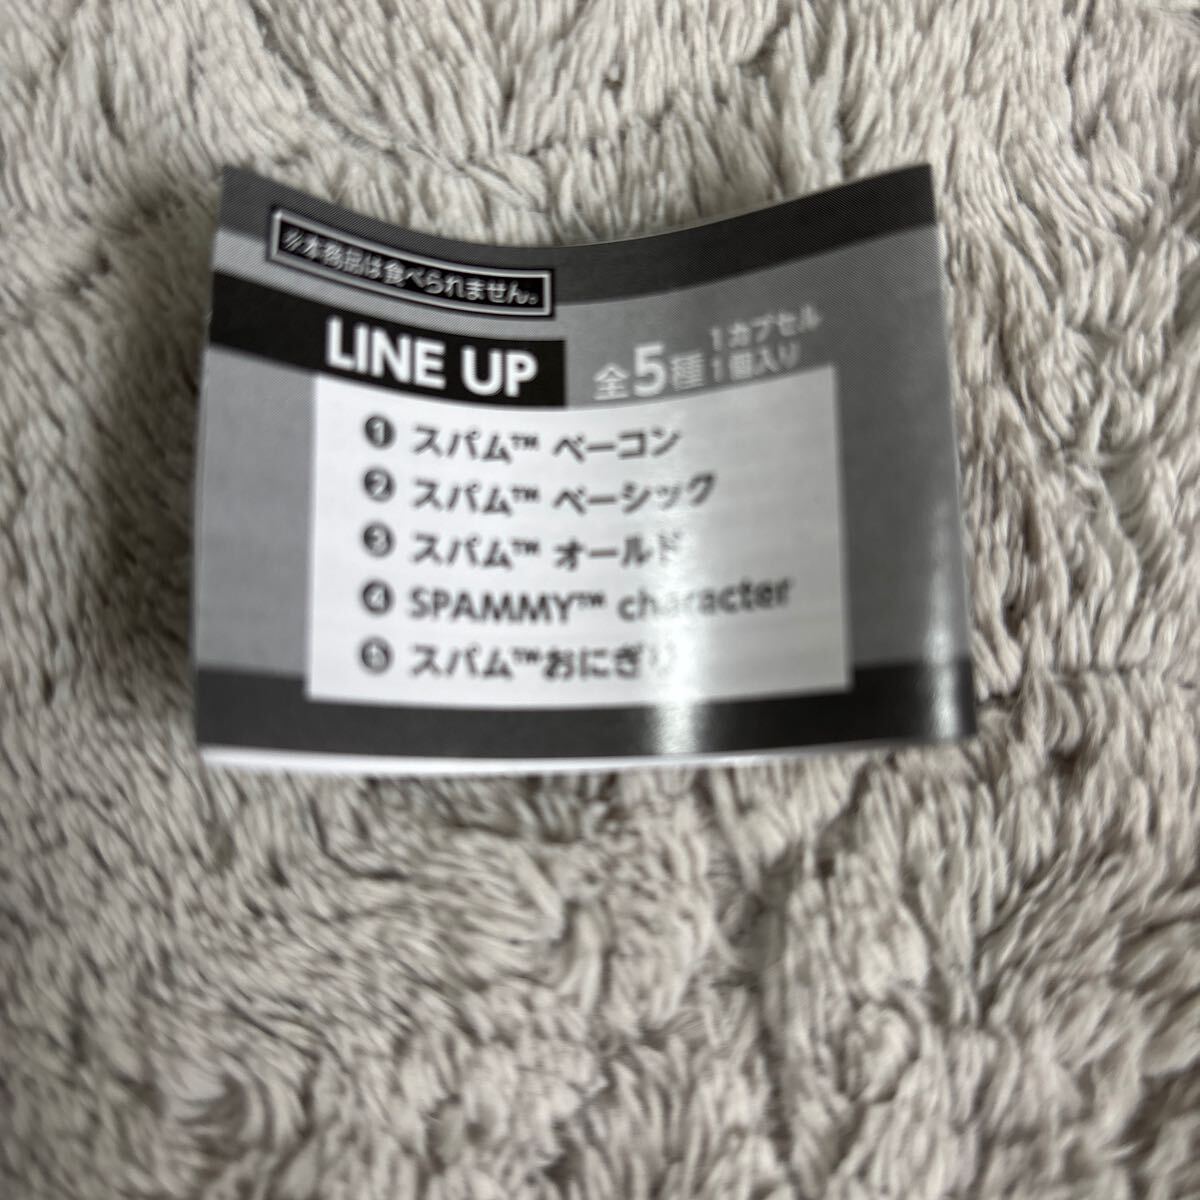 ※本商品は食べられません。
LINE UP 全5種 1カプセル
1個入り
❶ スパム™ ベーコン
❷ スパム™ ベーシック
❸ スパム™ オールド
❹ SPAMMY™ character
❺ スパム™おにぎり